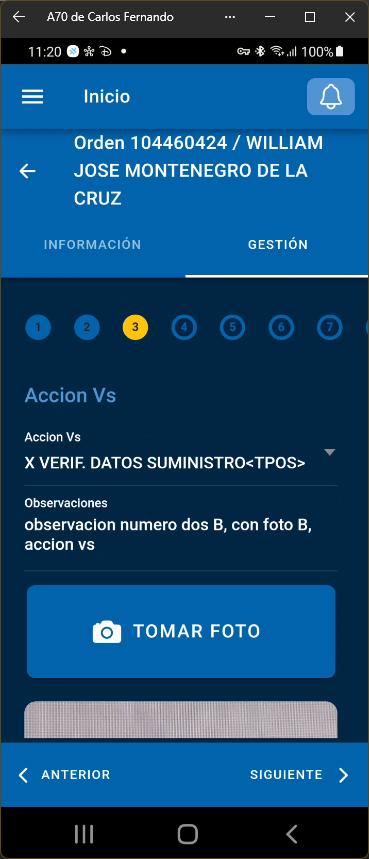 A70 de Carlos Fernando
11:20 100%
Inicio
Orden 104460424 / WILLIAM
JOSE MONTENEGRO DE LA
CRUZ
INFORMACIÓN GESTIÓN
1 2 3 4 5 6 7
Accion Vs
Accion Vs
X VERIF. DATOS SUMINISTRO<TPOS>
Observaciones
observacion numero dos B, con foto B,
accion vs
TOMAR FOTO
ANTERIOR SIGUIENTE